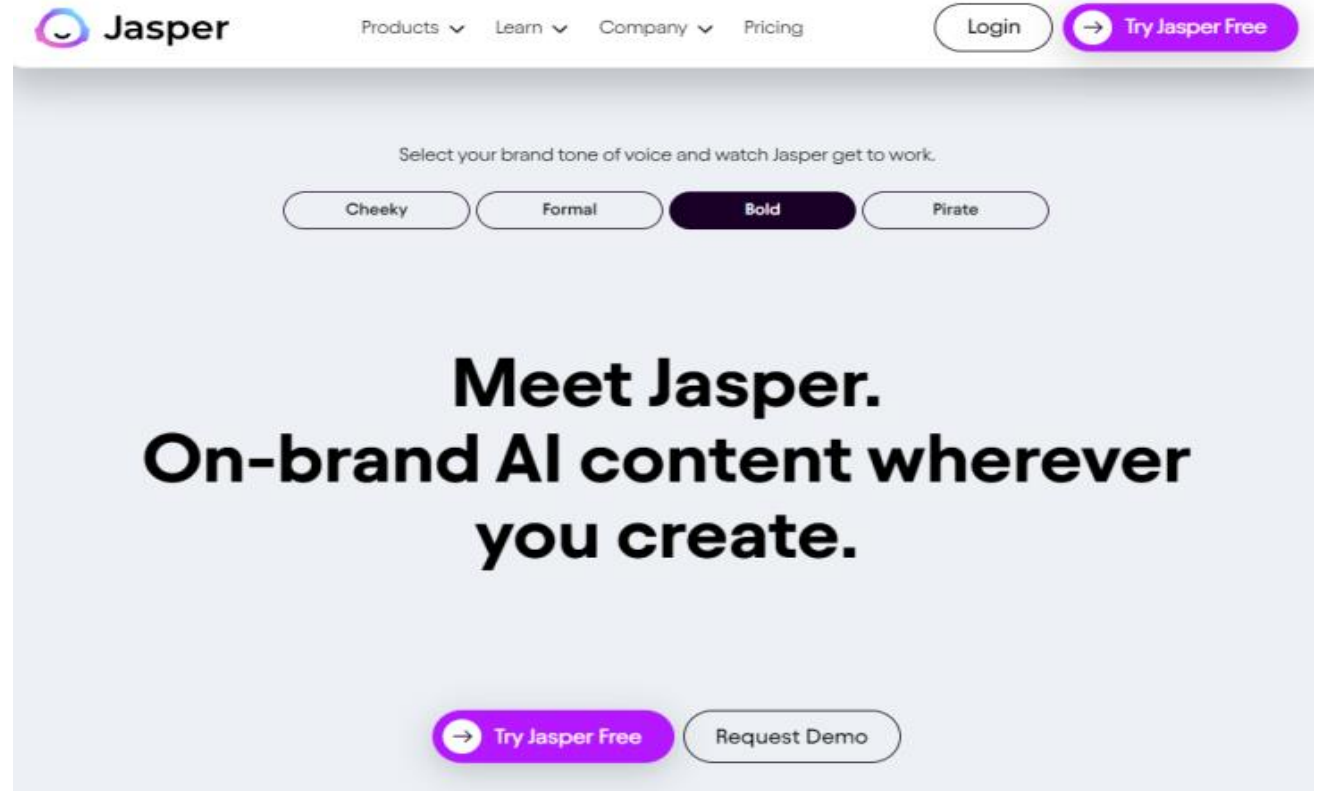 Jasper
Products Learn Company Pricing Login Try Jasper Free
Select your brand tone of voice and watch Jasper get to work.
Cheeky Formal Bold Pirate
Meet Jasper.
On-brand AI content wherever
you create.
Try Jasper Free Request Demo